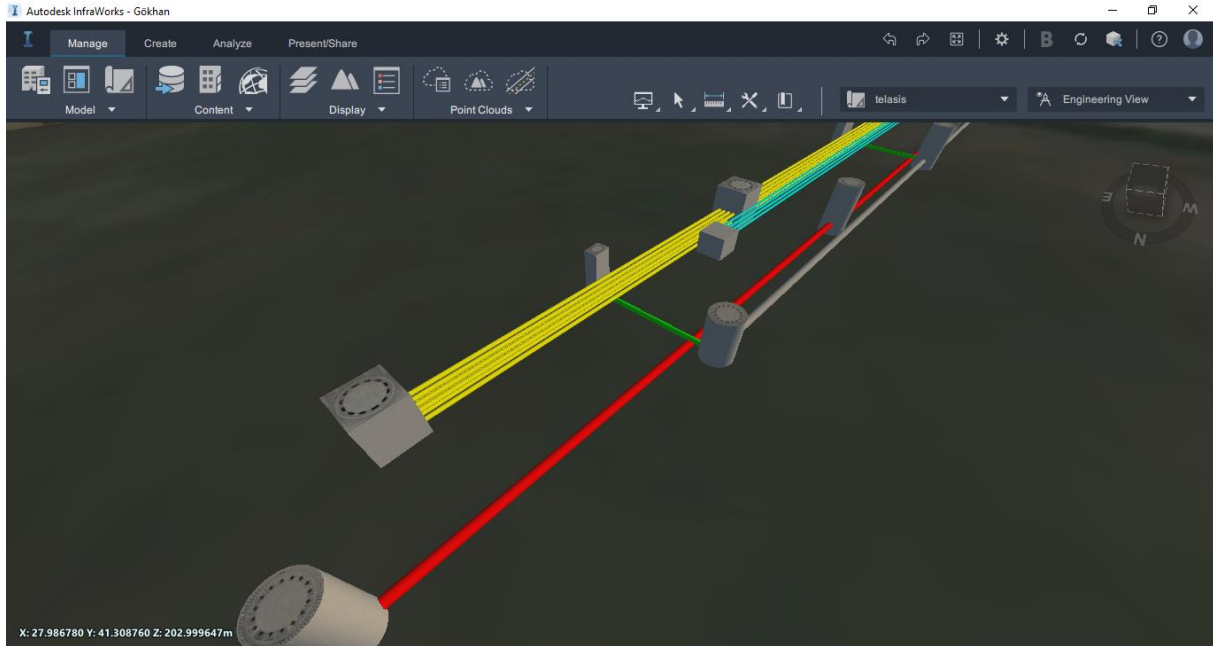 Autodesk InfraWorks - Gökhan
Manage Create Analyze Present/Share
Model Content Display Point Clouds
telasis Engineering View
E W
N
X: 27.986780 Y: 41.308760 Z: 202.999647m